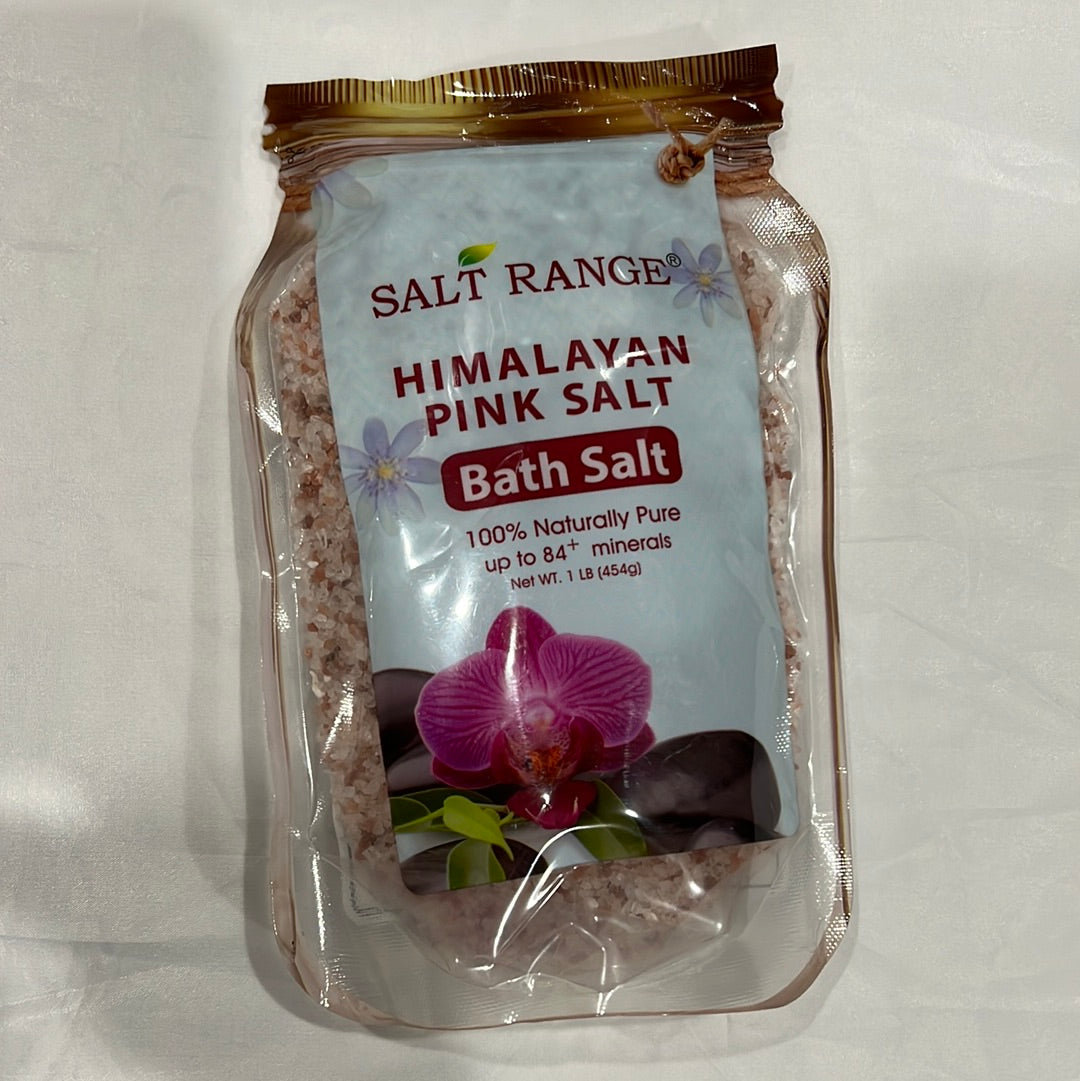 SALT RANGE®
HIMALAYAN
PINK SALT
Bath Salt
100% Naturally Pure
up to 84+ minerals
Net WT. 1 LB (454g)